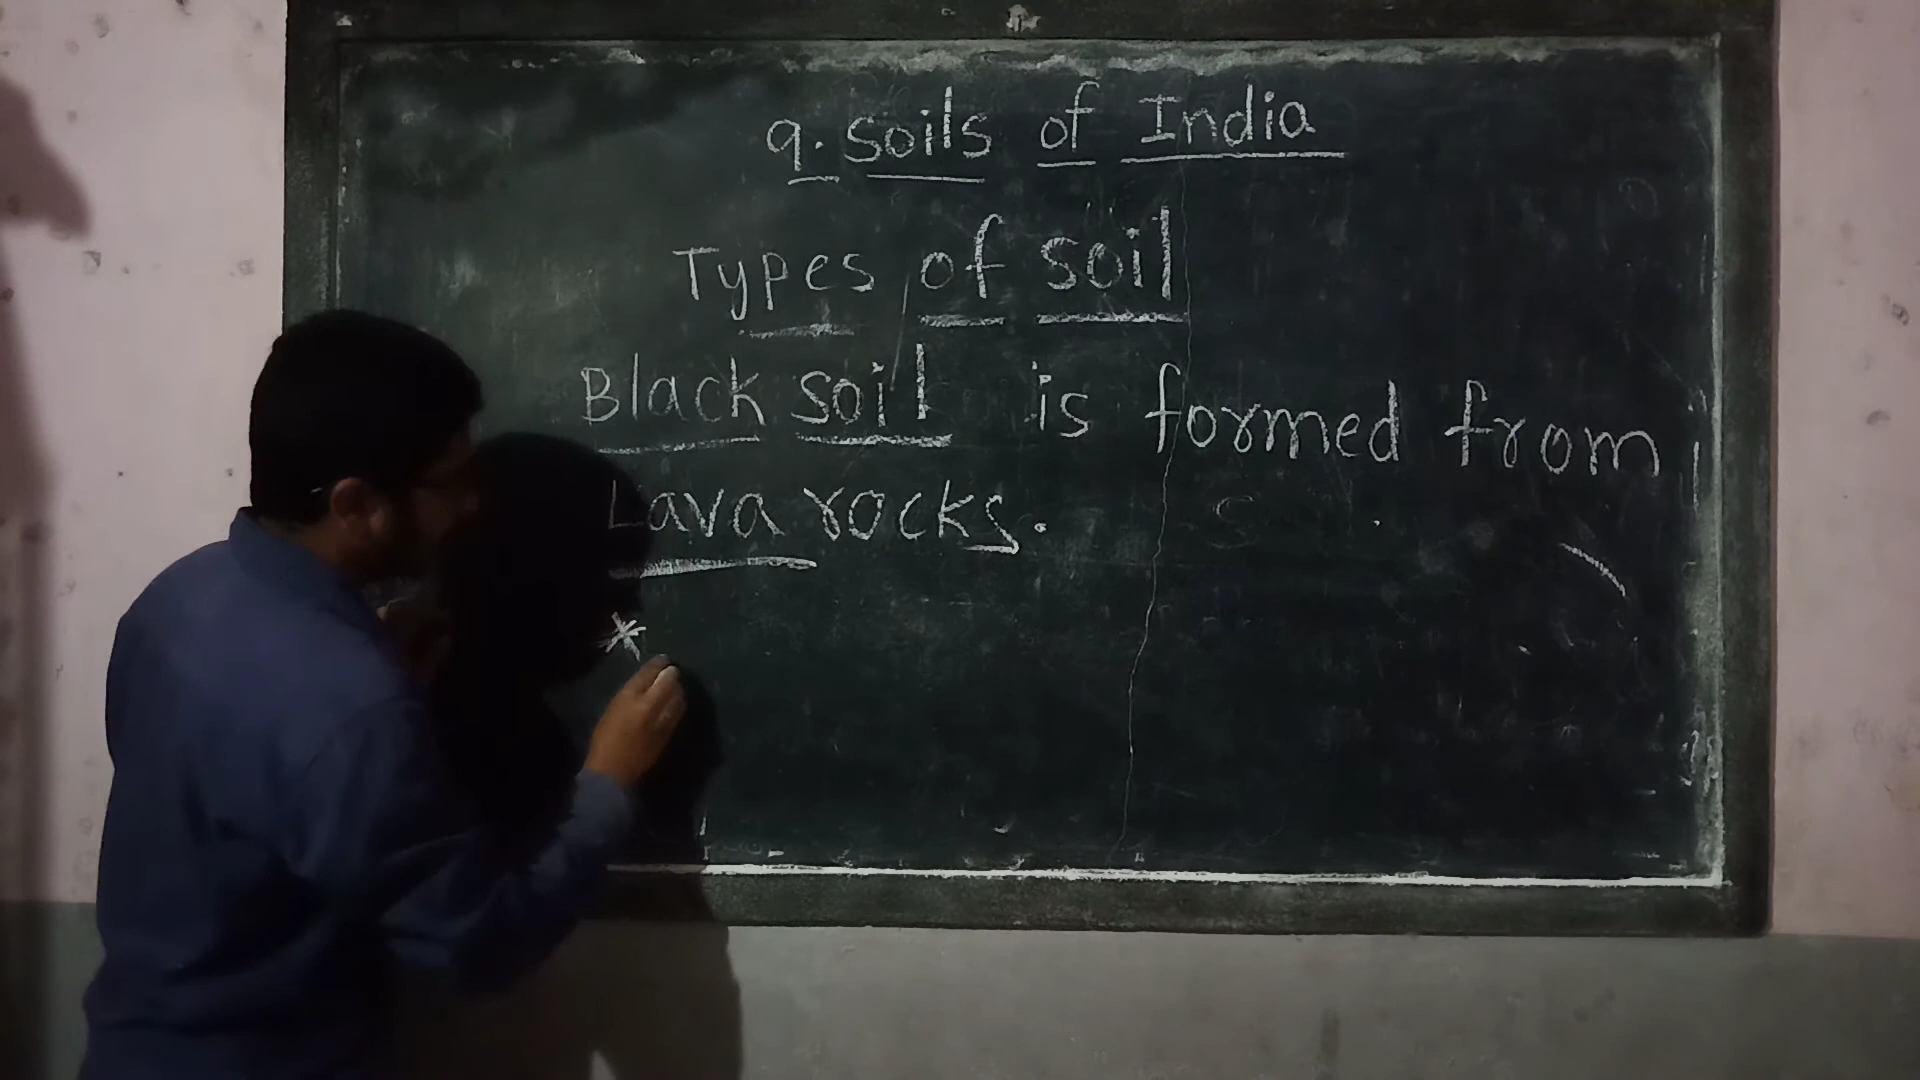 9. Soils of India
Types of soil
Black soil is formed from
Lava rocks.
*